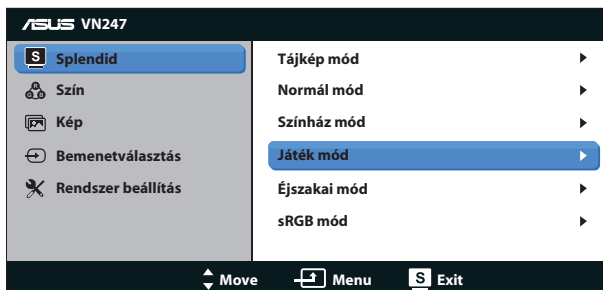 ASUS VN247
S Splendid
Szín
Kép
Bemenetválasztás
Rendszer beállítás
Tájkép mód
Normál mód
Színház mód
Játék mód
Éjszakai mód
sRGB mód
Move Menu S Exit